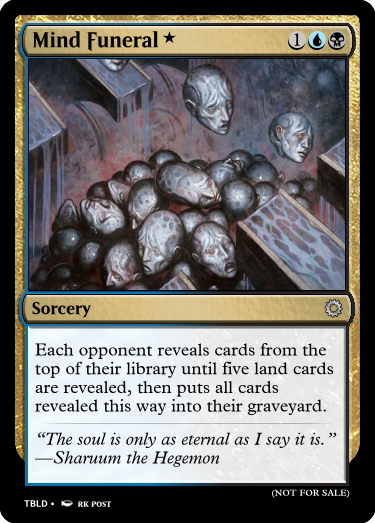 Mind Funeral ★ 1
Sorcery
Each opponent reveals cards from the
top of their library until five land cards
are revealed, then puts all cards
revealed this way into their graveyard.
“The soul is only as eternal as I say it is.”
—Sharuum the Hegemon
(NOT FOR SALE)
TBLD • RK POST